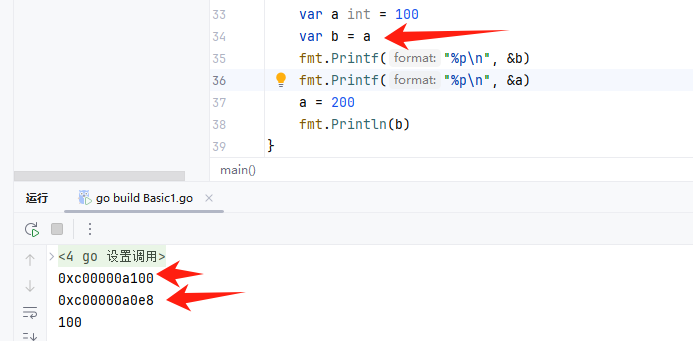 33 var a int = 100
34 var b = a
35 fmt.Printf( format: "%p\n", &b)
36 fmt.Printf( format: "%p\n", &a)
37 a = 200
38 fmt.Println(b)
39 }
main()
运行 go build Basic1.go ×
<4 go 设置调用>
0xc00000a100
0xc00000a0e8
100